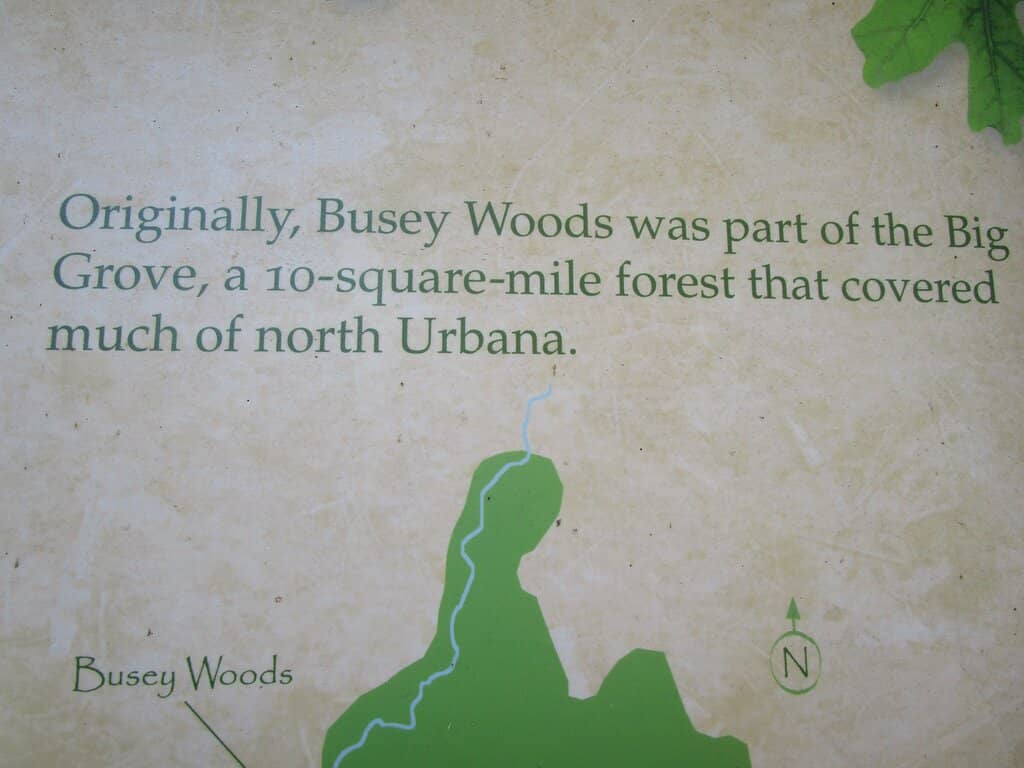 Originally, Busey Woods was part of the Big
Grove, a 10-square-mile forest that covered
much of north Urbana.
N
Busey Woods